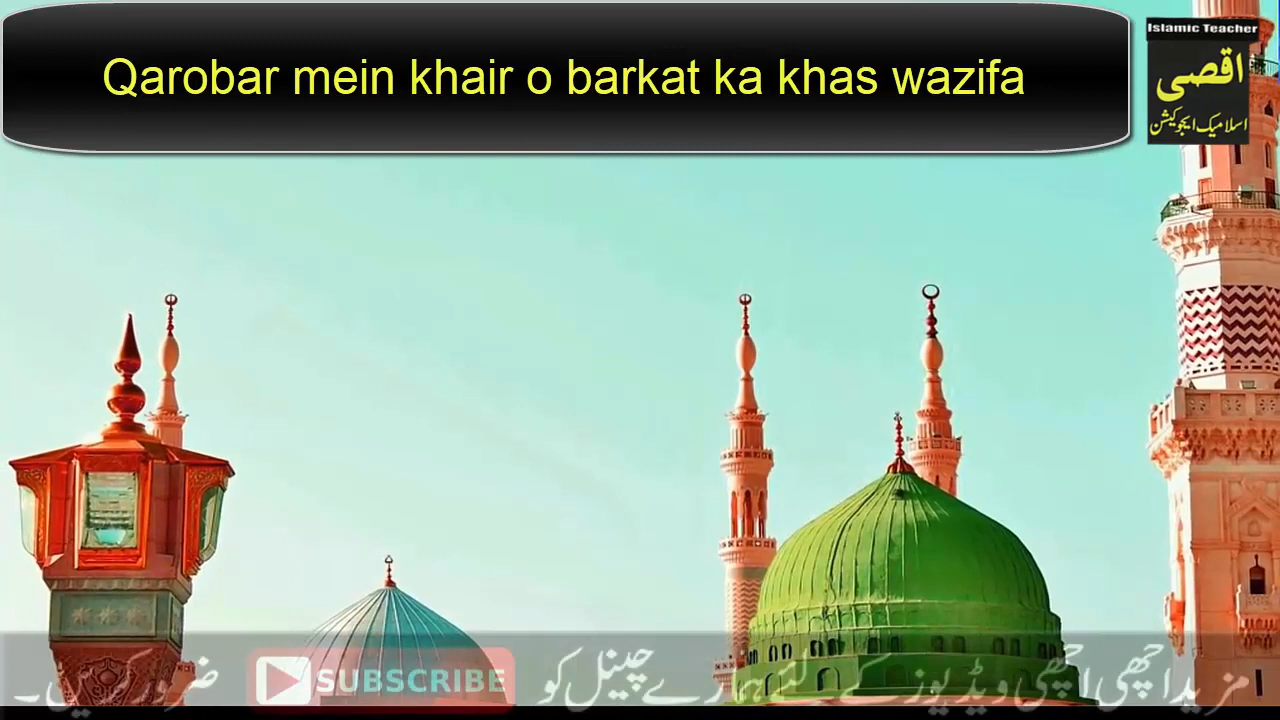 Qarobar mein khair o barkat ka khas wazifa
Islamic Teacher
اقصی
اسلامیک ایجوکیشن
مزید اچھی اچھی ویڈیوز کے لئے ہمارے چینل کو SUBSCRIBE ضرور کریں۔